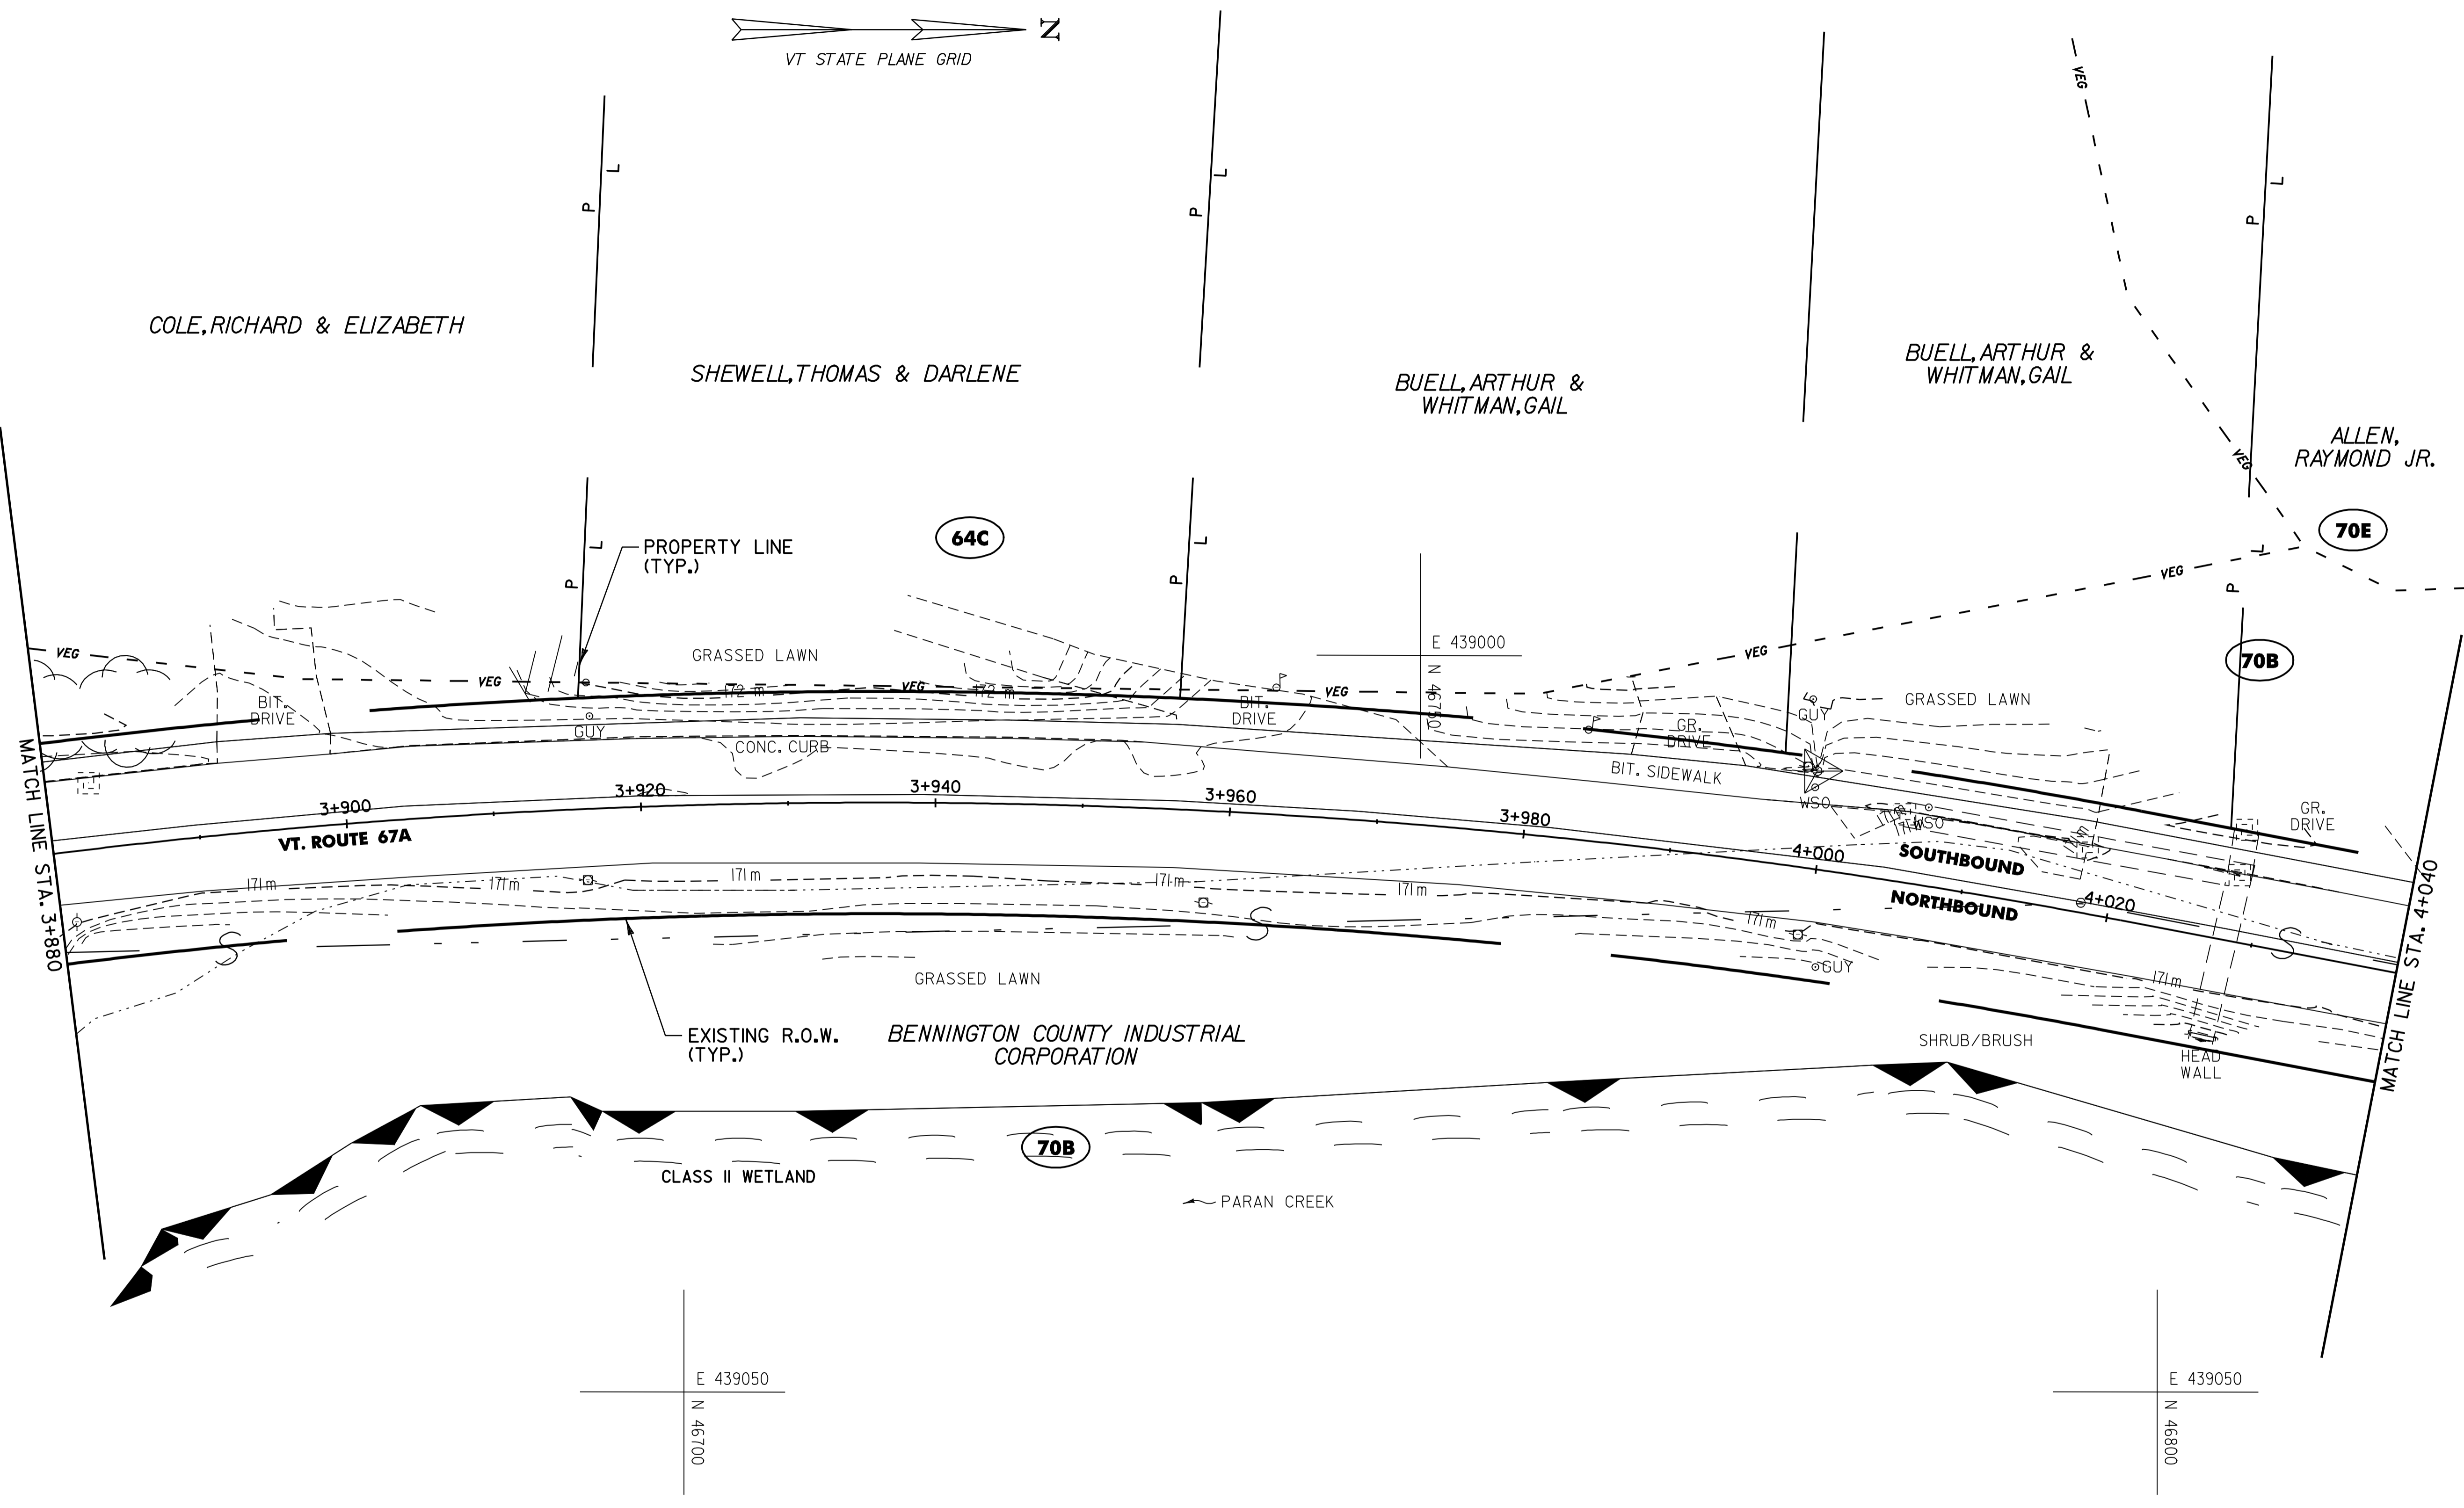 N
VT STATE PLANE GRID
P L
P L
P L
VEG
COLE, RICHARD & ELIZABETH
SHEWELL, THOMAS & DARLENE
BUELL, ARTHUR &
WHITMAN, GAIL
BUELL, ARTHUR &
WHITMAN, GAIL
ALLEN,
RAYMOND JR.
VEG
64C
70E
PROPERTY LINE
(TYP.)
P L
P L
P L
VEG
E 439000
N 46750
VEG
VEG
GRASSED LAWN
70B
VEG
VEG
VEG
172 m
172 m
BIT.
DRIVE
BIT.
DRIVE
GUY
GUY
GRASSED LAWN
GR.
DRIVE
CONC. CURB
BIT. SIDEWALK
WSO
WSO
171m
171m
m
GR.
DRIVE
MATCH LINE STA. 3+880
3+900
3+920
3+940
3+960
3+980
4+000
4+020
VT. ROUTE 67A
SOUTHBOUND
NORTHBOUND
MATCH LINE STA. 4+040
171m
171m
171m
171m
171m
171m
171m
GUY
GRASSED LAWN
EXISTING R.O.W.
(TYP.)
BENNINGTON COUNTY INDUSTRIAL
CORPORATION
SHRUB/BRUSH
HEAD
WALL
70B
CLASS II WETLAND
PARAN CREEK
E 439050
N 46700
E 439050
N 46800